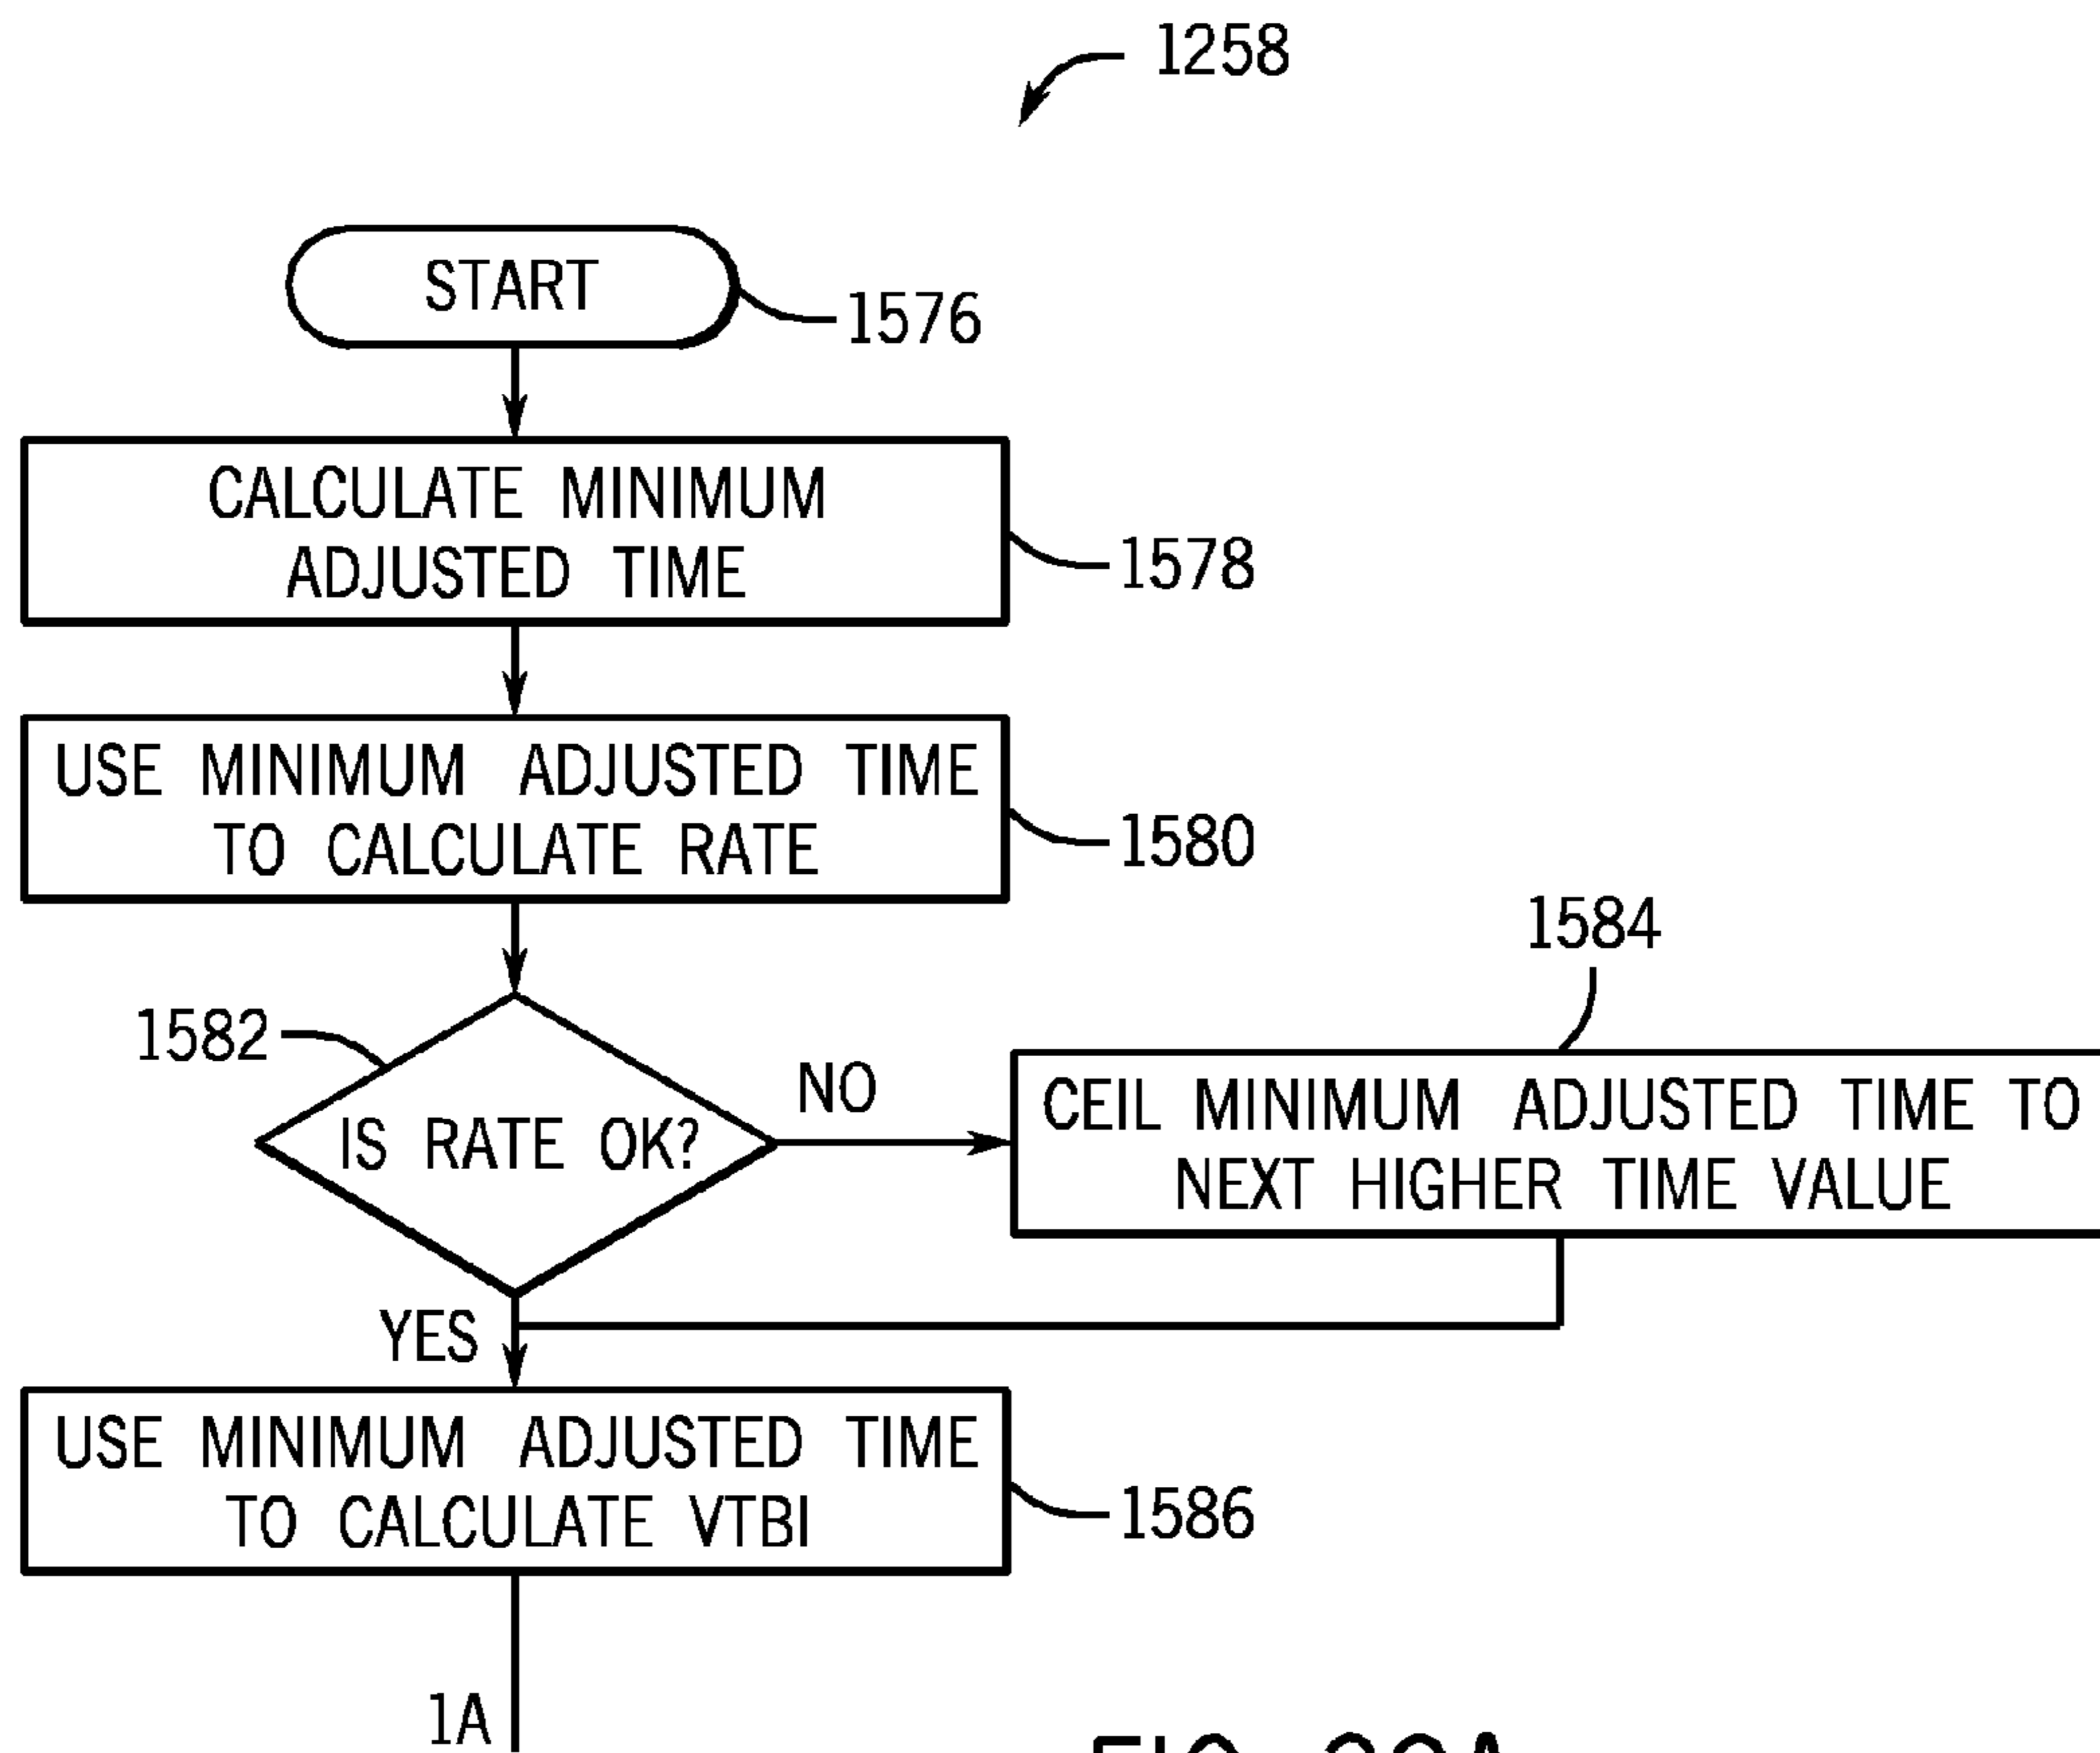 1258
START
1576
CALCULATE MINIMUM
ADJUSTED TIME
1578
USE MINIMUM ADJUSTED TIME
TO CALCULATE RATE
1580
1582
IS RATE OK?
NO
1584
CEIL MINIMUM ADJUSTED TIME TO
NEXT HIGHER TIME VALUE
YES
USE MINIMUM ADJUSTED TIME
TO CALCULATE VTBI
1586
1A